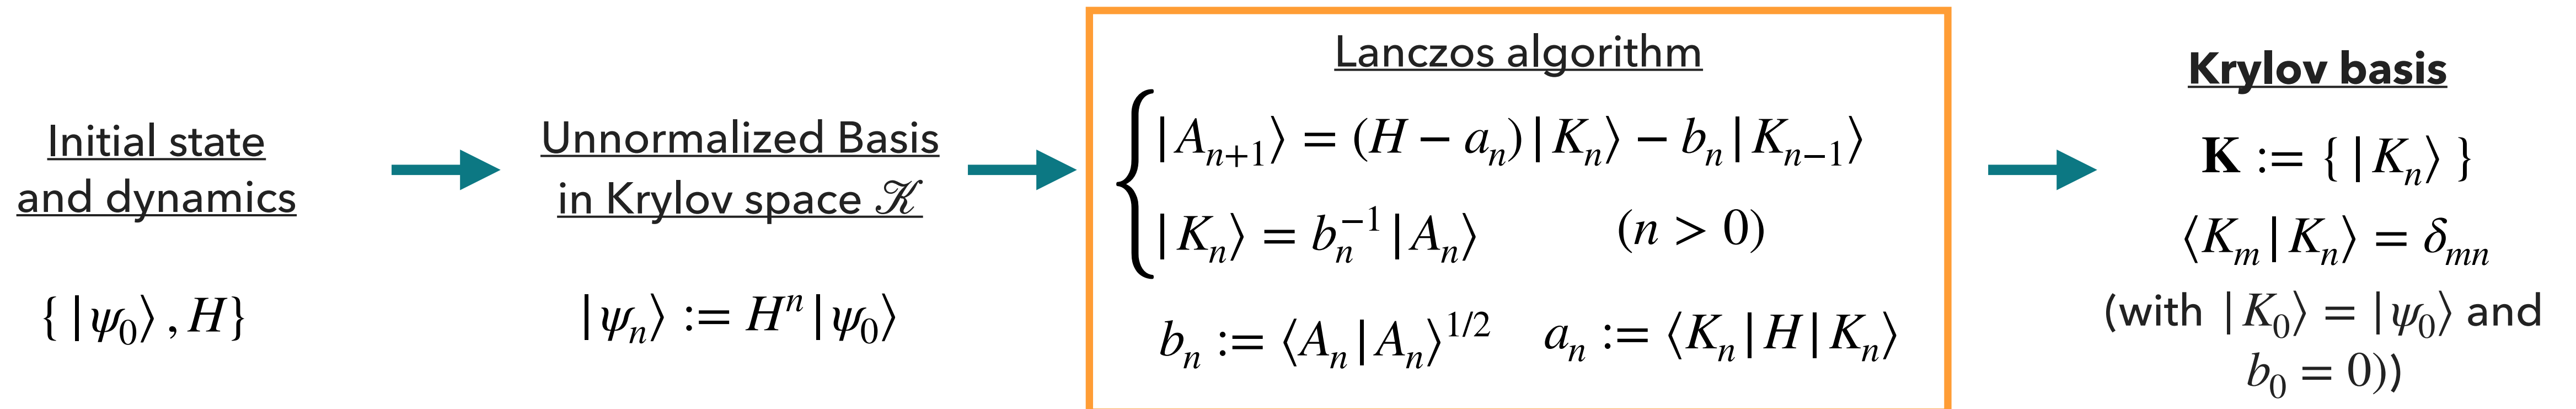 Initial state
and dynamics
{ |ψ₀⟩ , H}
Unnormalized Basis
in Krylov space 𝒦
|ψₙ⟩ := Hⁿ|ψ₀⟩
Lanczos algorithm
|Aₙ₊₁⟩ = (H − aₙ)|Kₙ⟩ − bₙ|Kₙ₋₁⟩
|Kₙ⟩ = bₙ⁻¹|Aₙ⟩ (n > 0)
bₙ := ⟨Aₙ|Aₙ⟩¹ᐟ² aₙ := ⟨Kₙ|H|Kₙ⟩
Krylov basis
𝐊 := { |Kₙ⟩ }
⟨Kₘ|Kₙ⟩ = δₘₙ
(with |K₀⟩ = |ψ₀⟩ and
b₀ = 0))